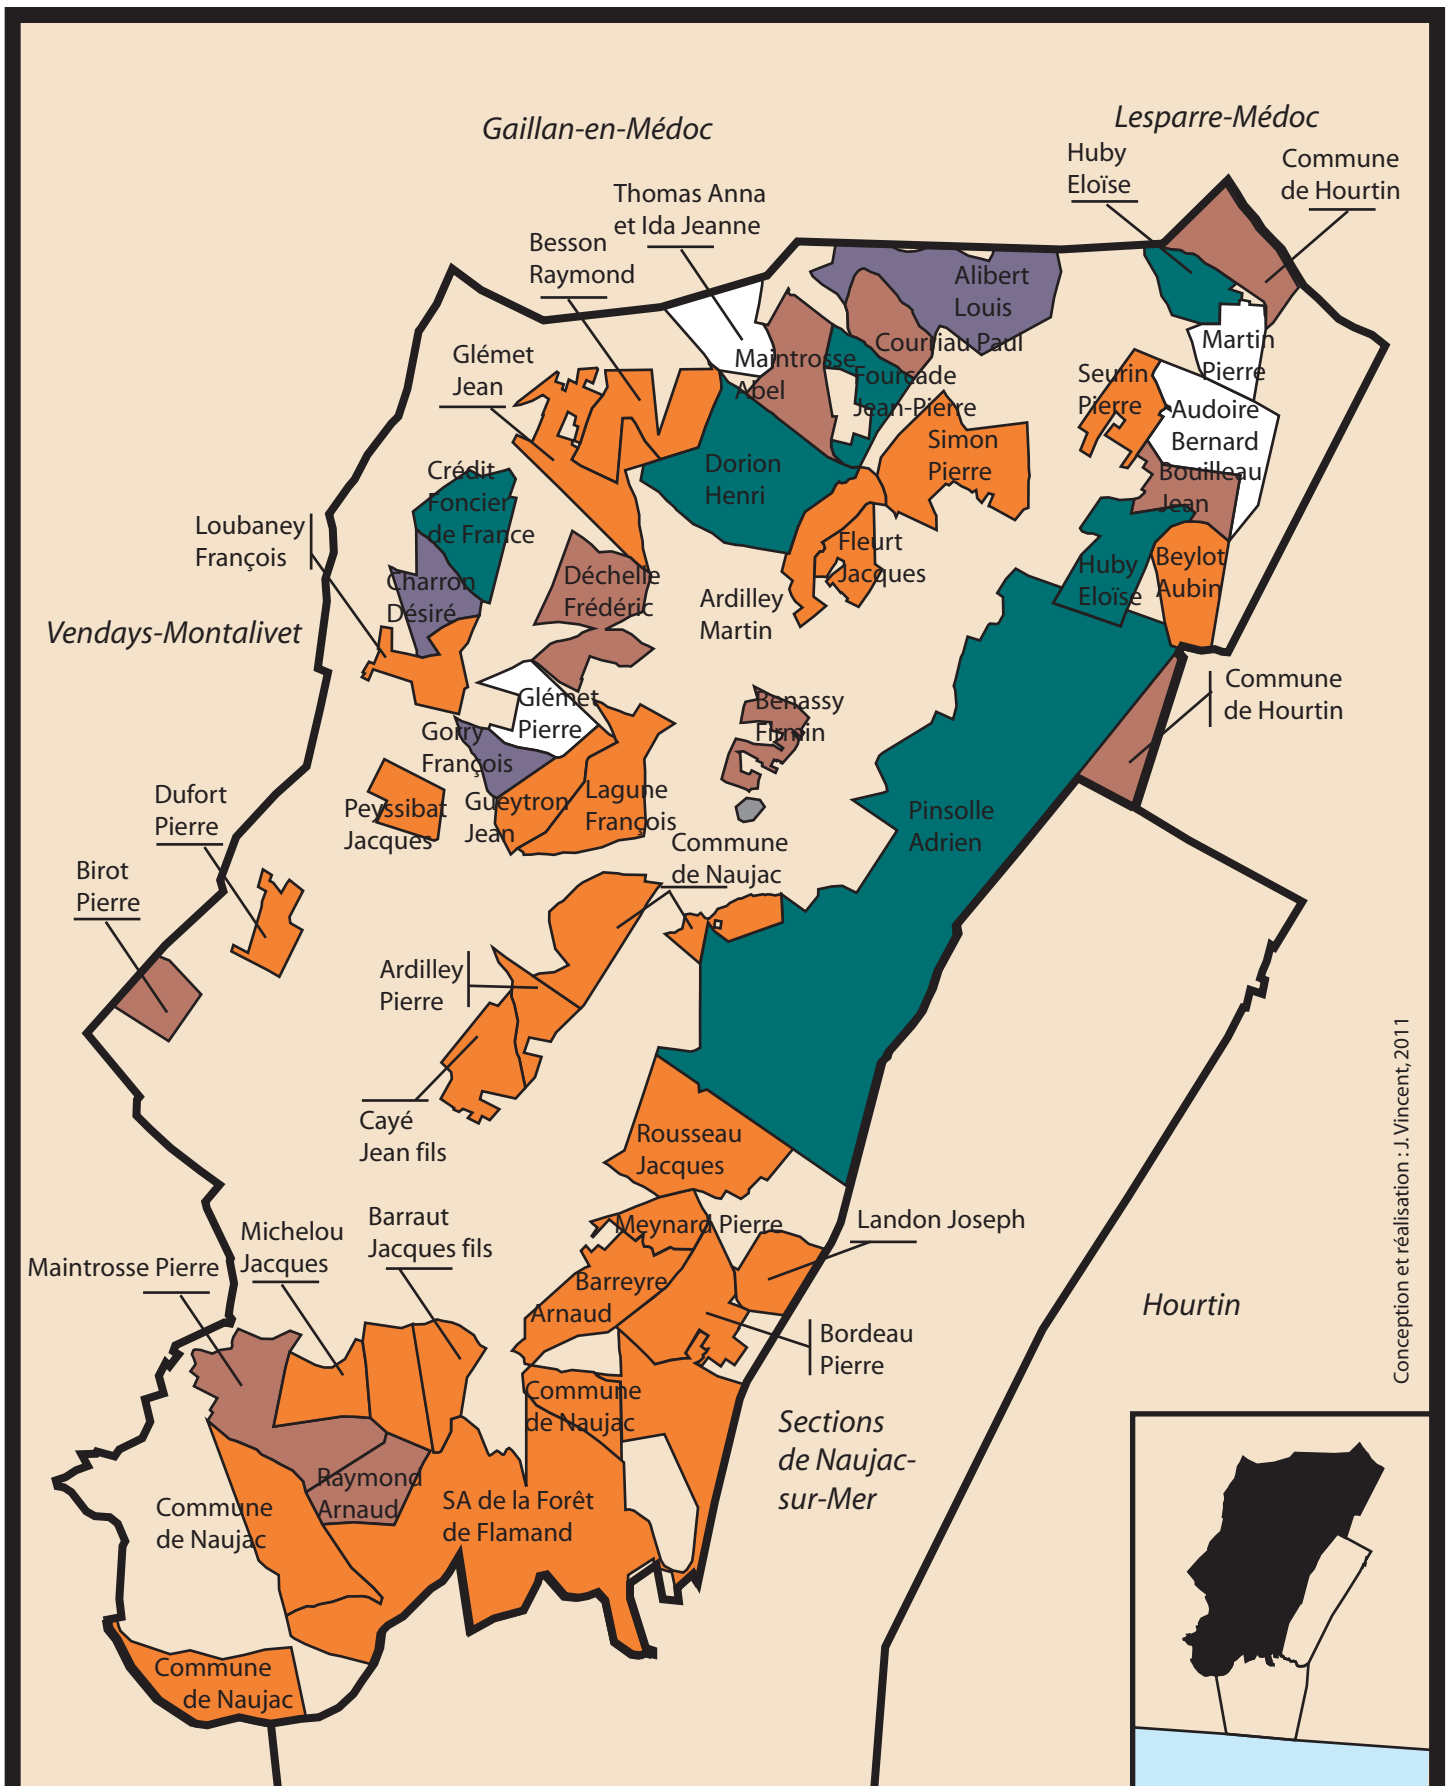 Gaillan-en-Médoc
Lesparre-Médoc
Huby
Eloïse
Commune
de Hourtin
Thomas Anna
et Ida Jeanne
Besson
Raymond
Alibert
Louis
Glémet
Jean
Maintrosse
Abel
Courriau Paul
Fourcade
Jean-Pierre
Martin
Pierre
Seurin
Pierre
Audoire
Bernard
Simon
Pierre
Dorion
Henri
Crédit
Foncier
de France
Bouilleau
Jean
Loubaney
François
Fleurt
Jacques
Charron
Désiré
Déchelle
Frédéric
Huby
Eloïse
Beylot
Aubin
Ardilley
Martin
Vendays-Montalivet
Glémet
Pierre
Benassy
Firmin
Commune
de Hourtin
Gorry
François
Dufort
Pierre
Peyssibat
Jacques
Gueytron
Jean
Lagune
François
Pinsolle
Adrien
Commune
de Naujac
Birot
Pierre
Ardilley
Pierre
Cayé
Jean fils
Rousseau
Jacques
Conception et réalisation : J. Vincent, 2011
Michelou
Jacques
Barraut
Jacques fils
Meynard Pierre
Landon Joseph
Maintrosse Pierre
Barreyre
Arnaud
Hourtin
Bordeau
Pierre
Commune
de Naujac
Sections
de Naujac-
sur-Mer
Raymond
Arnaud
SA de la Forêt
de Flamand
Commune
de Naujac
Commune
de Naujac